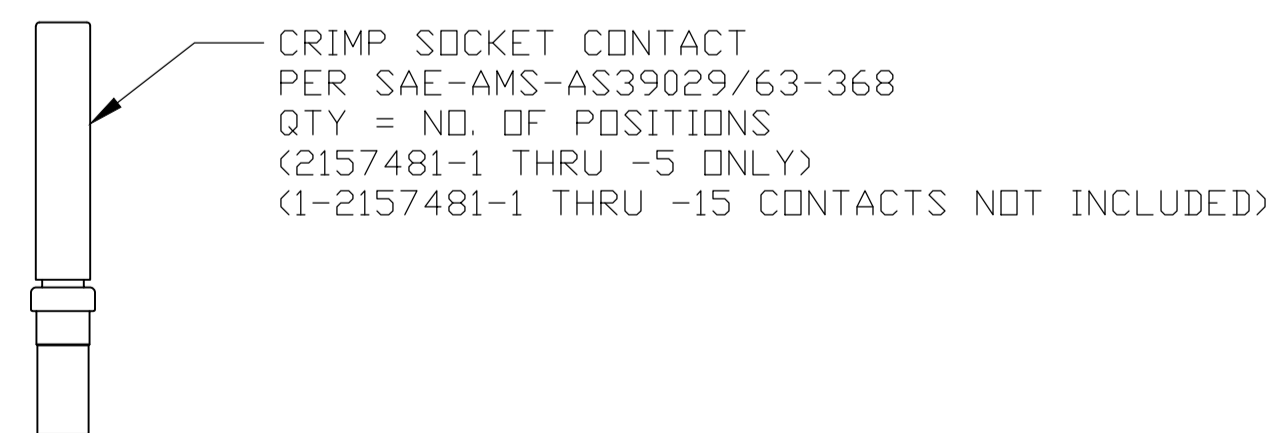 CRIMP SOCKET CONTACT
PER SAE-AMS-AS39029/63-368
QTY = NO. OF POSITIONS
(2157481-1 THRU -5 ONLY)
(1-2157481-1 THRU -15 CONTACTS NOT INCLUDED)